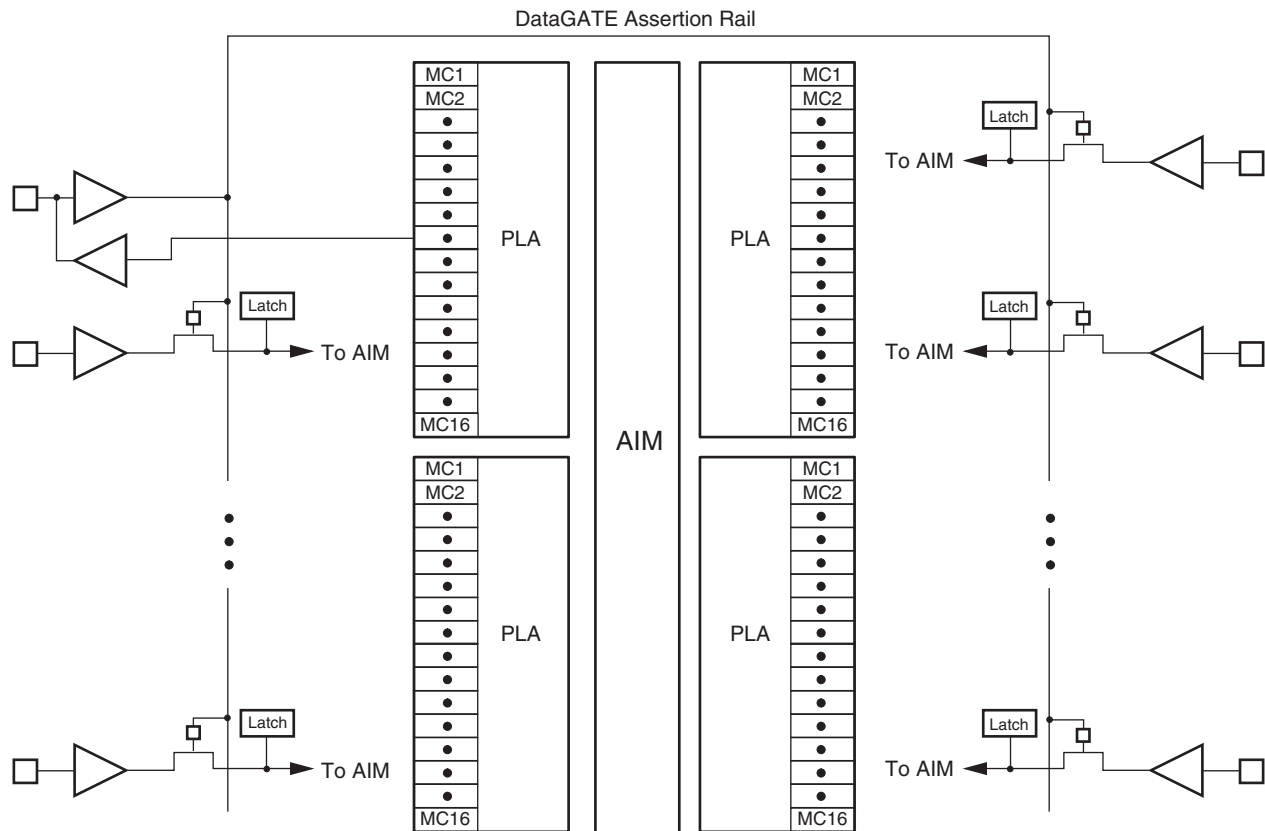 DataGATE Assertion Rail
MC1
MC2
PLA
MC16
MC1
MC2
PLA
MC16
AIM
MC1
MC2
PLA
MC16
MC1
MC2
PLA
MC16
Latch
To AIM
Latch
To AIM
Latch
To AIM
Latch
To AIM
Latch
To AIM